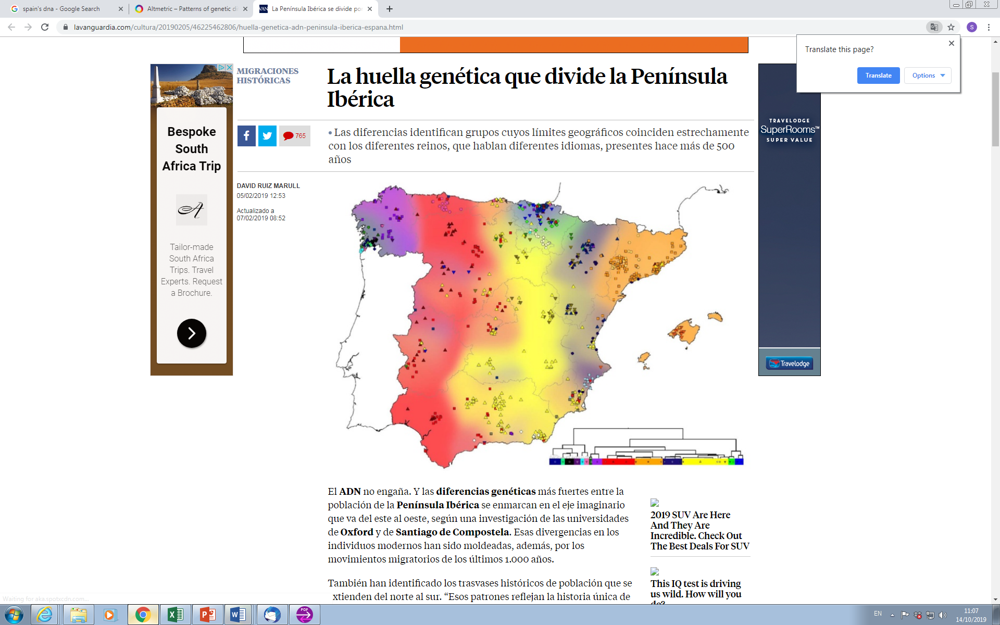 spain's dna - Google Search
Altmetric – Patterns of genetic di
VAN
La Península Ibérica se divide po
lavanguardia.com/cultura/20190205/46225462806/huella-genetica-adn-peninsula-iberica-espana.html
S
Translate this page?
Translate
Options
MIGRACIONES
HISTÓRICAS
La huella genética que divide la Península
Ibérica
765
• Las diferencias identifican grupos cuyos límites geográficos coinciden estrechamente
con los diferentes reinos, que hablan diferentes idiomas, presentes hace más de 500
años
DAVID RUIZ MARULL
05/02/2019 12:53
Actualizado a
07/02/2019 08:52
Bespoke
South
Africa Trip
A
Tailor-made
South Africa
Trips. Travel
Experts. Request
a Brochure.
TRAVELODGE
SuperRooms™
SUPER VALUE
Travelodge
El ADN no engaña. Y las diferencias genéticas más fuertes entre la
población de la Península Ibérica se enmarcan en el eje imaginario
que va del este al oeste, según una investigación de las universidades
de Oxford y de Santiago de Compostela. Esas divergencias en los
individuos modernos han sido moldeadas, además, por los
movimientos migratorios de los últimos 1.000 años.
También han identificado los trasvases históricos de población que se
xtienden del norte al sur. “Esos patrones reflejan la historia única de
2019 SUV Are Here
And They Are
Incredible. Check Out
The Best Deals For SUV
This IQ test is driving
us wild. How will you
do?
Waiting for aka.spotxcdn.com...
PDF
EN
11:07
14/10/2019